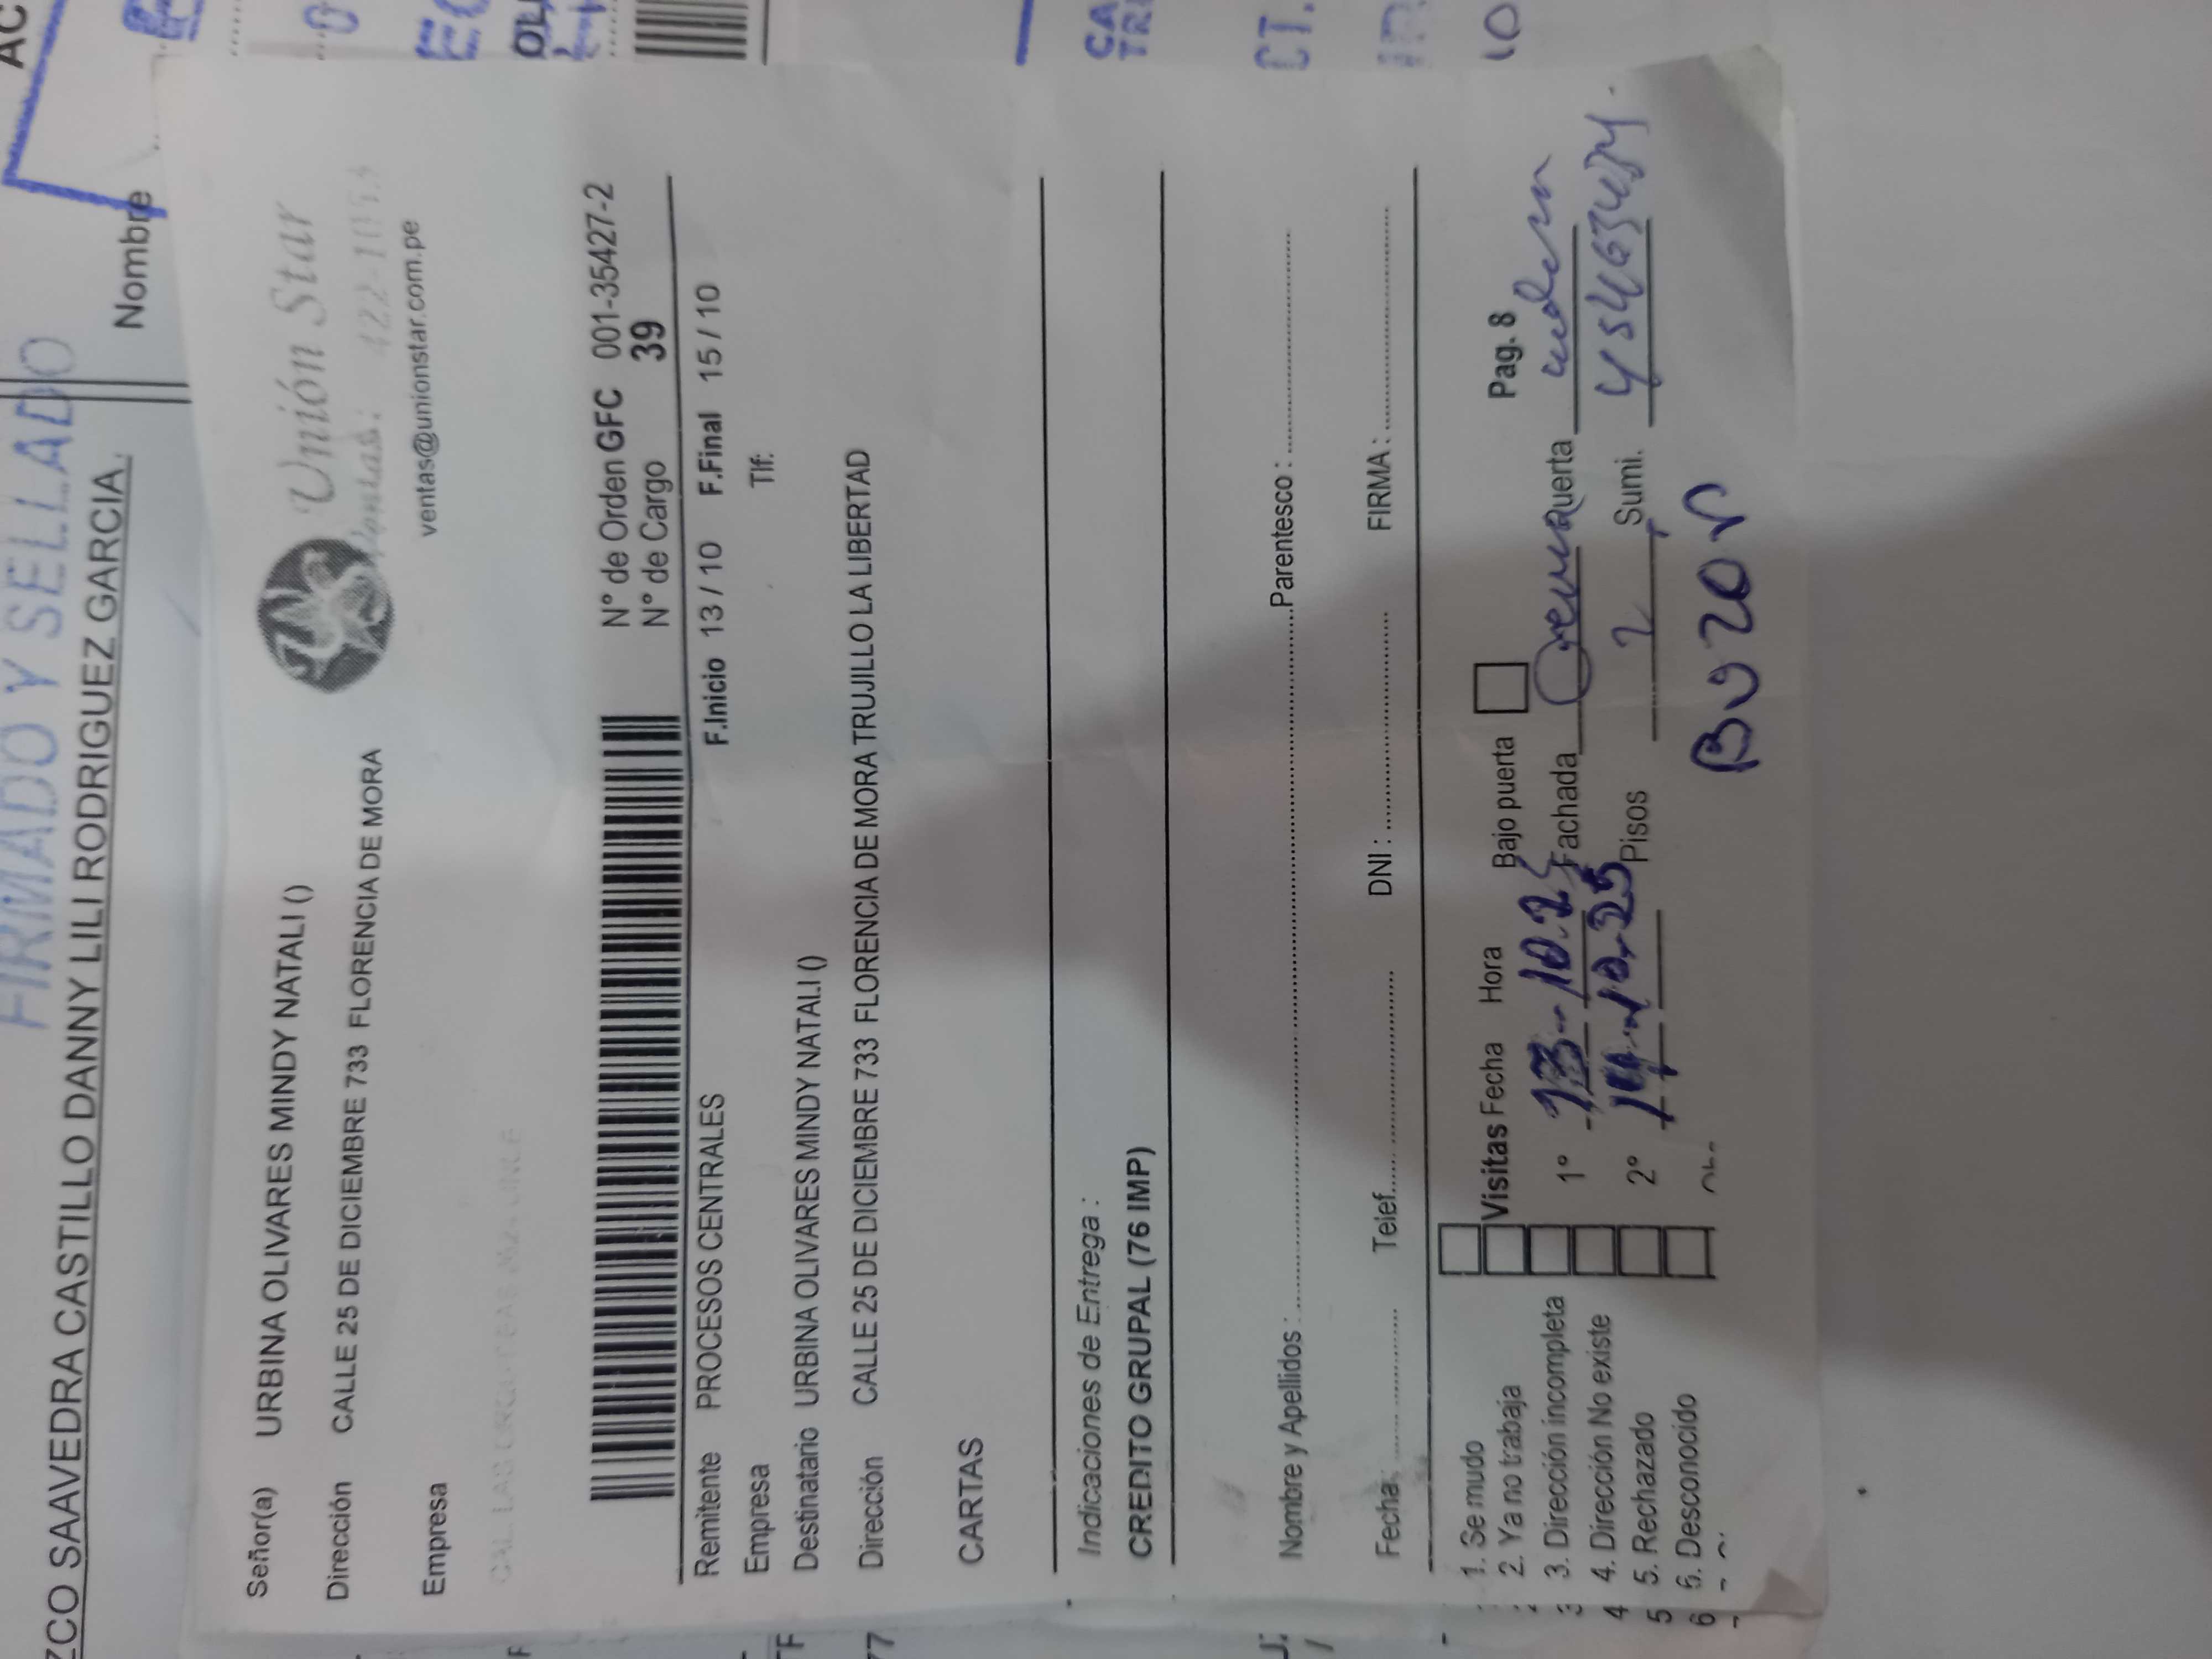 FIRMADO Y SELLADO
ZCO SAAVEDRA CASTILLO DANNY LILI RODRIGUEZ GARCIA.
Nombre
Señor(a) URBINA OLIVARES MINDY NATALI ()
Dirección CALLE 25 DE DICIEMBRE 733 FLORENCIA DE MORA
Empresa
Unión Star
Ventas:
ventas@unionstar.com.pe
N° de Orden GFC 001-35427-2
N° de Cargo 39
Remitente PROCESOS CENTRALES F.Inicio 13 / 10 F.Final 15 / 10
Empresa Tlf:
Destinatario URBINA OLIVARES MINDY NATALI ()
Dirección CALLE 25 DE DICIEMBRE 733 FLORENCIA DE MORA TRUJILLO LA LIBERTAD
CARTAS
Indicaciones de Entrega :
CREDITO GRUPAL (76 IMP)
Nombre y Apellidos : Parentesco :
Fecha: Telef. DNI : FIRMA :
1. Se mudo
2. Ya no trabaja Visitas Fecha Hora Bajo puerta Pag. 8
3. Dirección incompleta 1° 13-10.25 Fachada Crema Puerta madera
4. Dirección No existe
5. Rechazado 2° 14-10-25 Pisos 2 Sumi.
6. Desconocido
Buzon